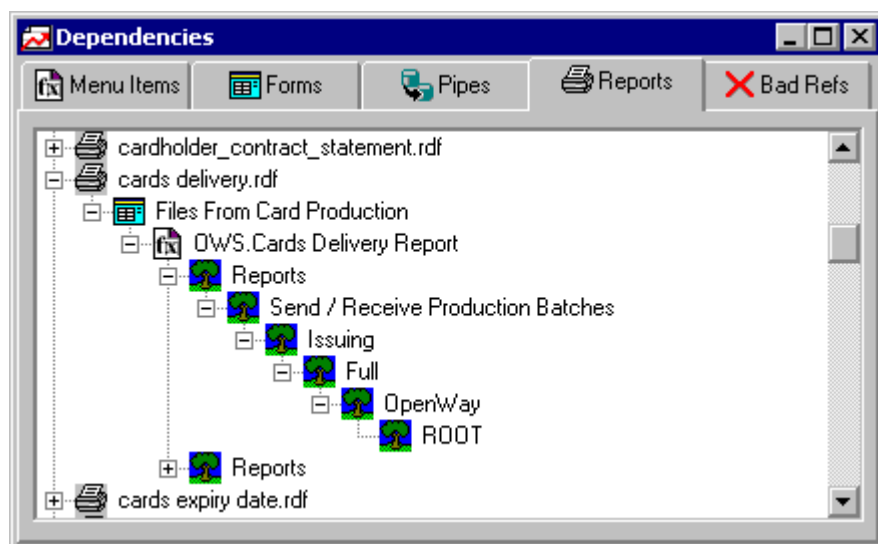 Dependencies
Menu Items Forms Pipes Reports Bad Refs
cardholder_contract_statement.rdf
cards delivery.rdf
Files From Card Production
OWS.Cards Delivery Report
Reports
Send / Receive Production Batches
Issuing
Full
OpenWay
ROOT
Reports
cards expiry date.rdf